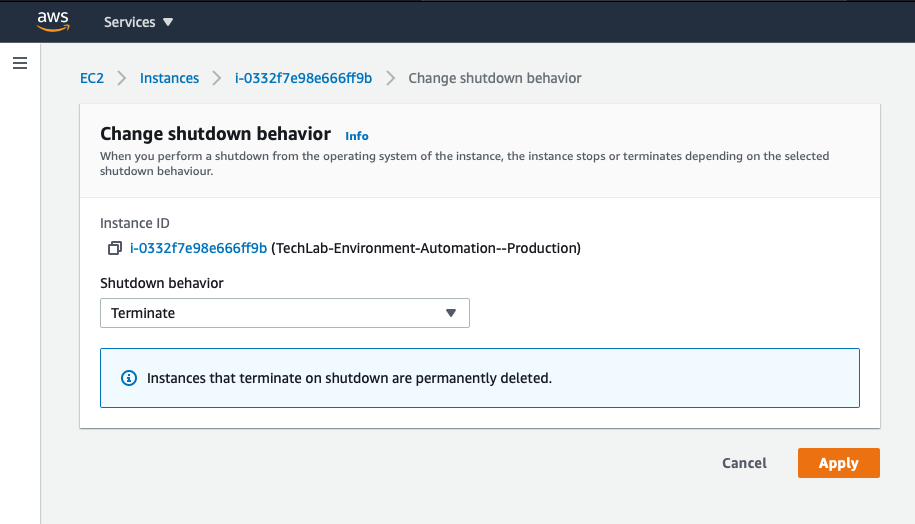 aws
Services
EC2 Instances i-0332f7e98e666ff9b Change shutdown behavior
Change shutdown behavior Info
When you perform a shutdown from the operating system of the instance, the instance stops or terminates depending on the selected
shutdown behaviour.
Instance ID
i-0332f7e98e666ff9b (TechLab-Environment-Automation--Production)
Shutdown behavior
Terminate
Instances that terminate on shutdown are permanently deleted.
Cancel Apply